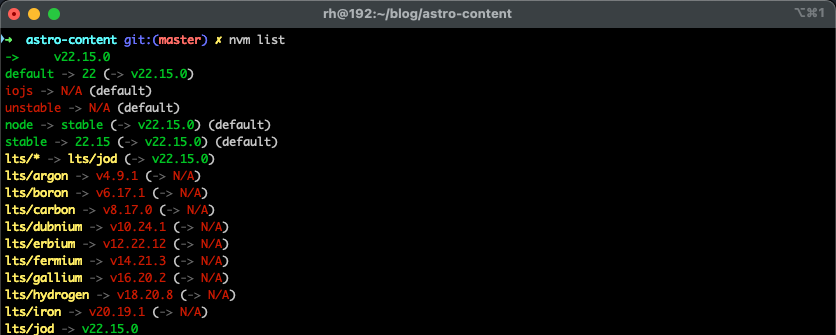 rh@192:~/blog/astro-content
⌥⌘1
➜ astro-content git:(master) ✗ nvm list
-> v22.15.0
default -> 22 (-> v22.15.0)
iojs -> N/A (default)
unstable -> N/A (default)
node -> stable (-> v22.15.0) (default)
stable -> 22.15 (-> v22.15.0) (default)
lts/* -> lts/jod (-> v22.15.0)
lts/argon -> v4.9.1 (-> N/A)
lts/boron -> v6.17.1 (-> N/A)
lts/carbon -> v8.17.0 (-> N/A)
lts/dubnium -> v10.24.1 (-> N/A)
lts/erbium -> v12.22.12 (-> N/A)
lts/fermium -> v14.21.3 (-> N/A)
lts/gallium -> v16.20.2 (-> N/A)
lts/hydrogen -> v18.20.8 (-> N/A)
lts/iron -> v20.19.1 (-> N/A)
lts/jod -> v22.15.0